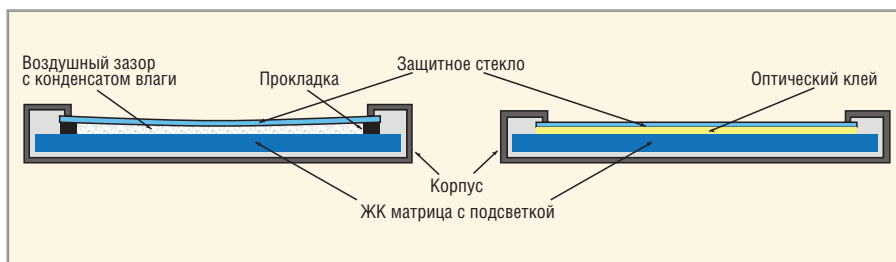 Воздушный зазор
с конденсатом влаги
Прокладка
Защитное стекло
Оптический клей
Корпус
ЖК матрица с подсветкой